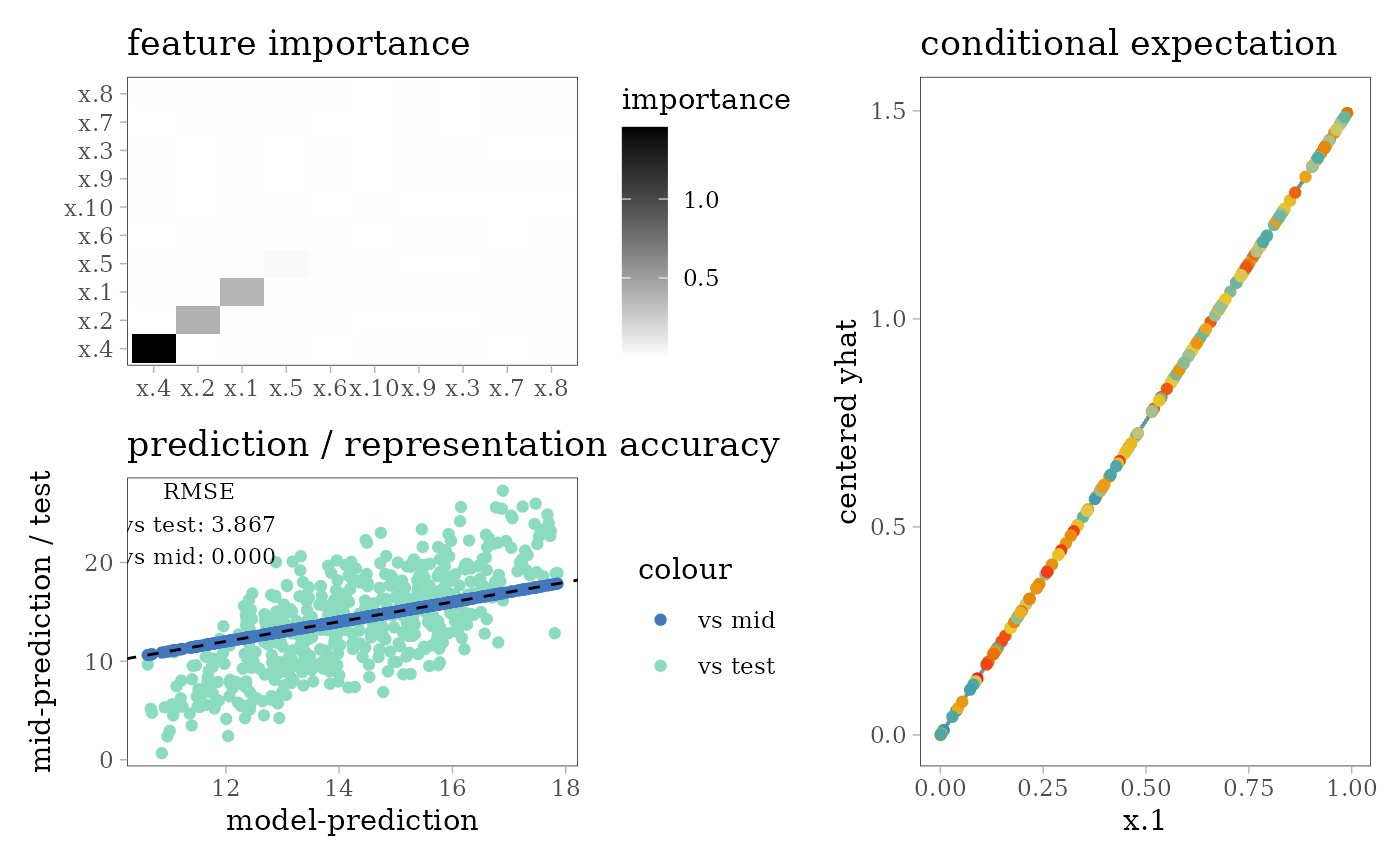 feature importance
x.8
x.7
x.3
x.9
x.10
x.6
x.5
x.1
x.2
x.4
x.4 x.2 x.1 x.5 x.6 x.10 x.9 x.3 x.7 x.8
importance
1.0
0.5
prediction / representation accuracy
mid-prediction / test
20
10
0
RMSE
vs test: 3.867
vs mid: 0.000
12 14 16 18
model-prediction
colour
vs mid
vs test
conditional expectation
centered yhat
1.5
1.0
0.5
0.0
0.00 0.25 0.50 0.75 1.00
x.1